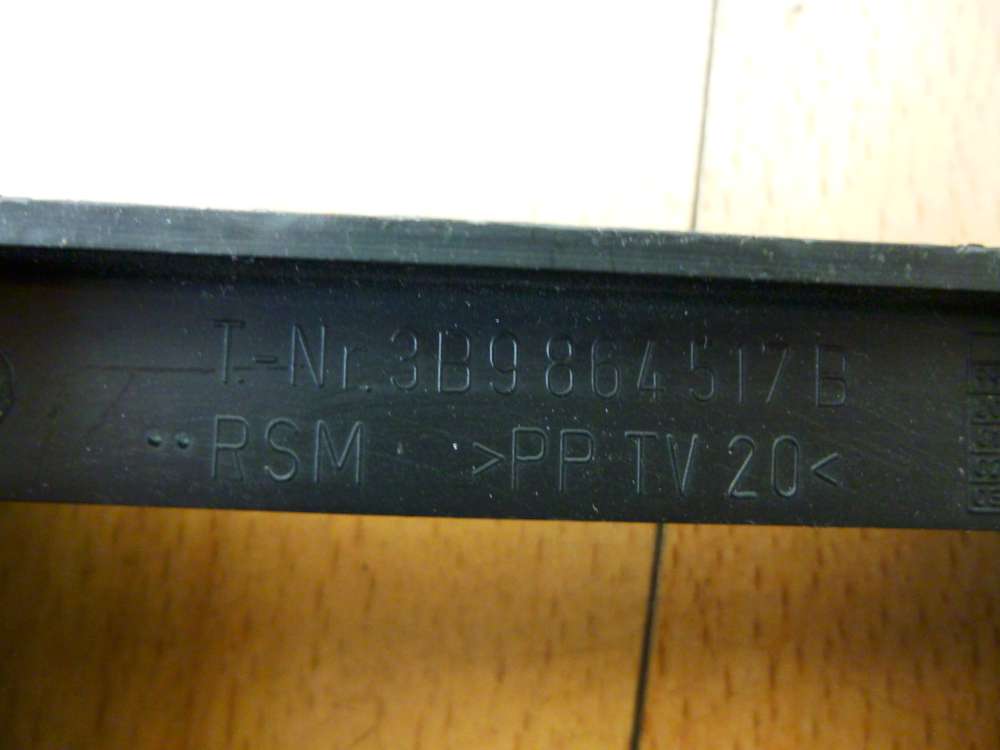 T.-Nr. 3B9 864 517 B
••RSM >PP TV 20<